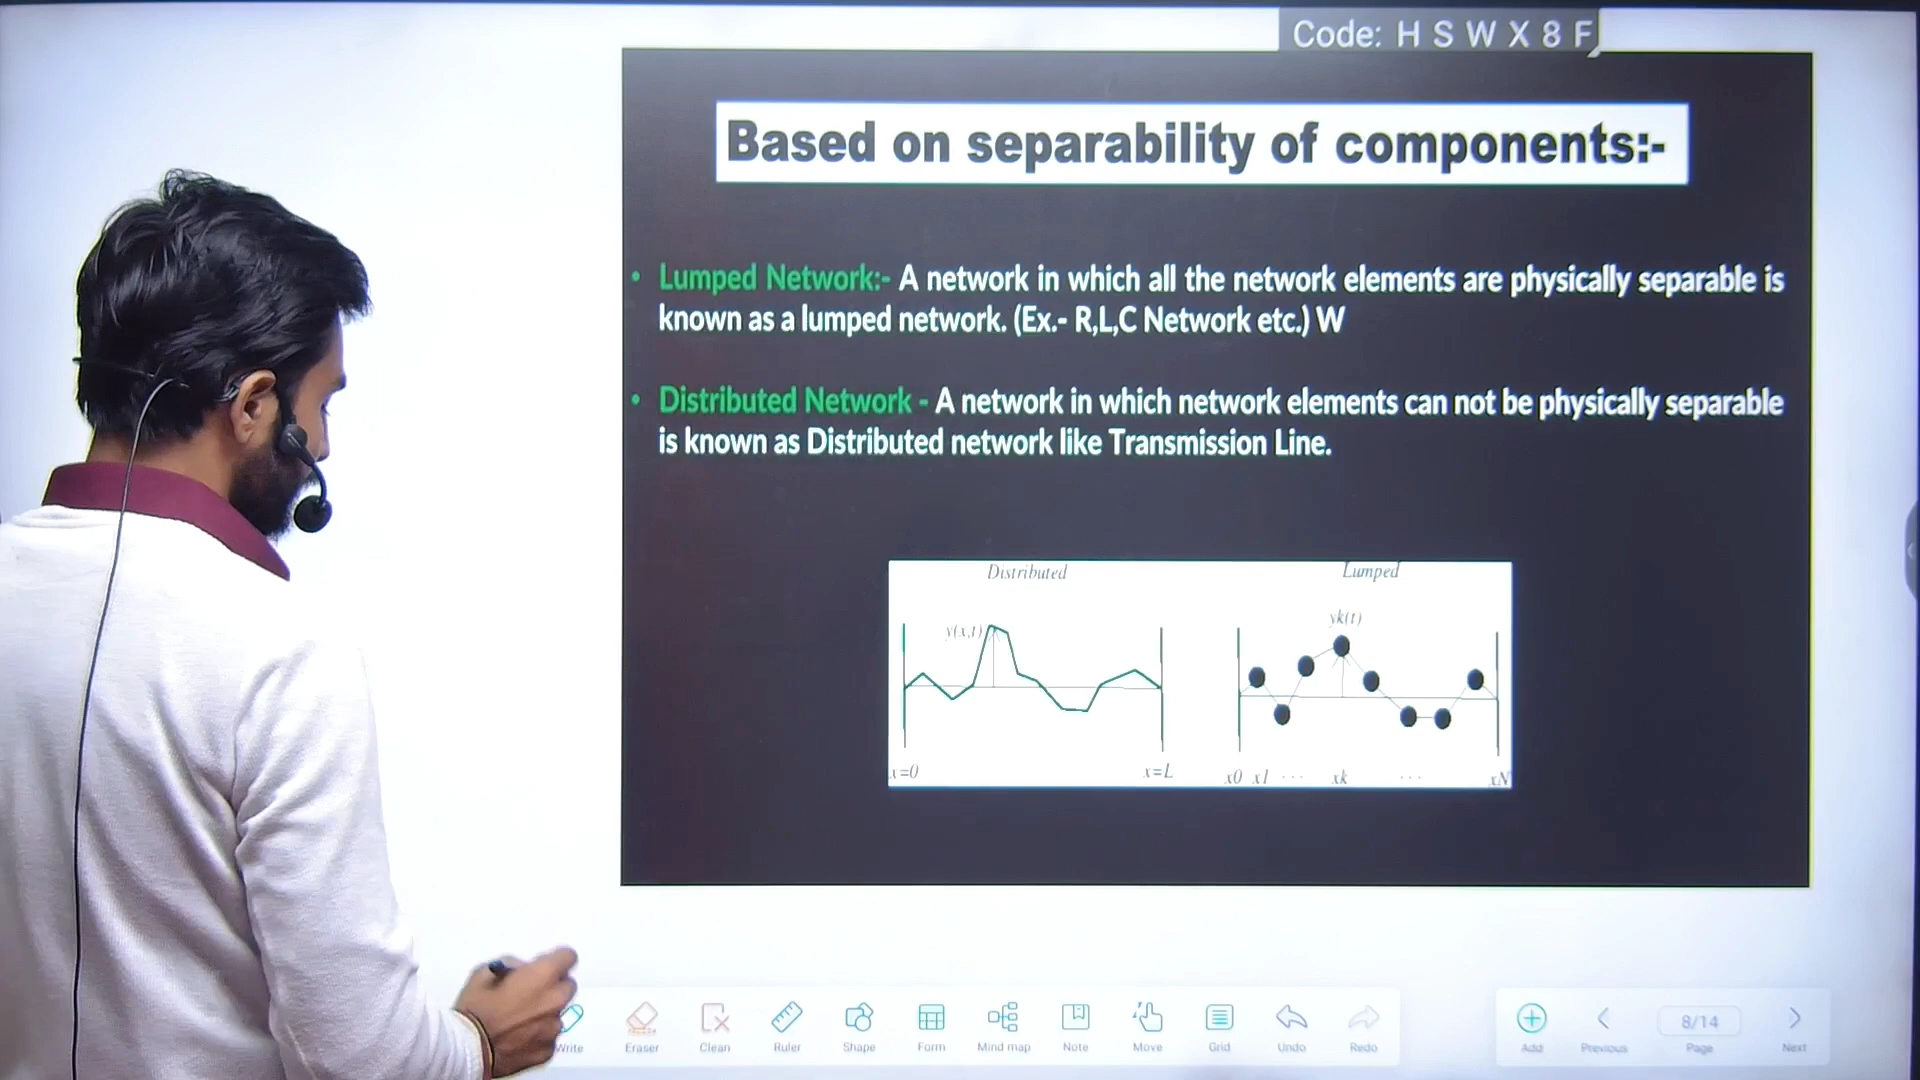 Code: H S W X 8 F
Based on separability of components:-
• Lumped Network:- A network in which all the network elements are physically separable is
known as a lumped network. (Ex.- R,L,C Network etc.) W
• Distributed Network - A network in which network elements can not be physically separable
is known as Distributed network like Transmission Line.
Distributed Lumped
y(x,t) yk(t)
x=0 x=L x0 x1 ... xk ... xN
Write Eraser Clean Ruler Shape Form Mind map Note Move Grid Undo Redo Add Previous 8/14 Page Next